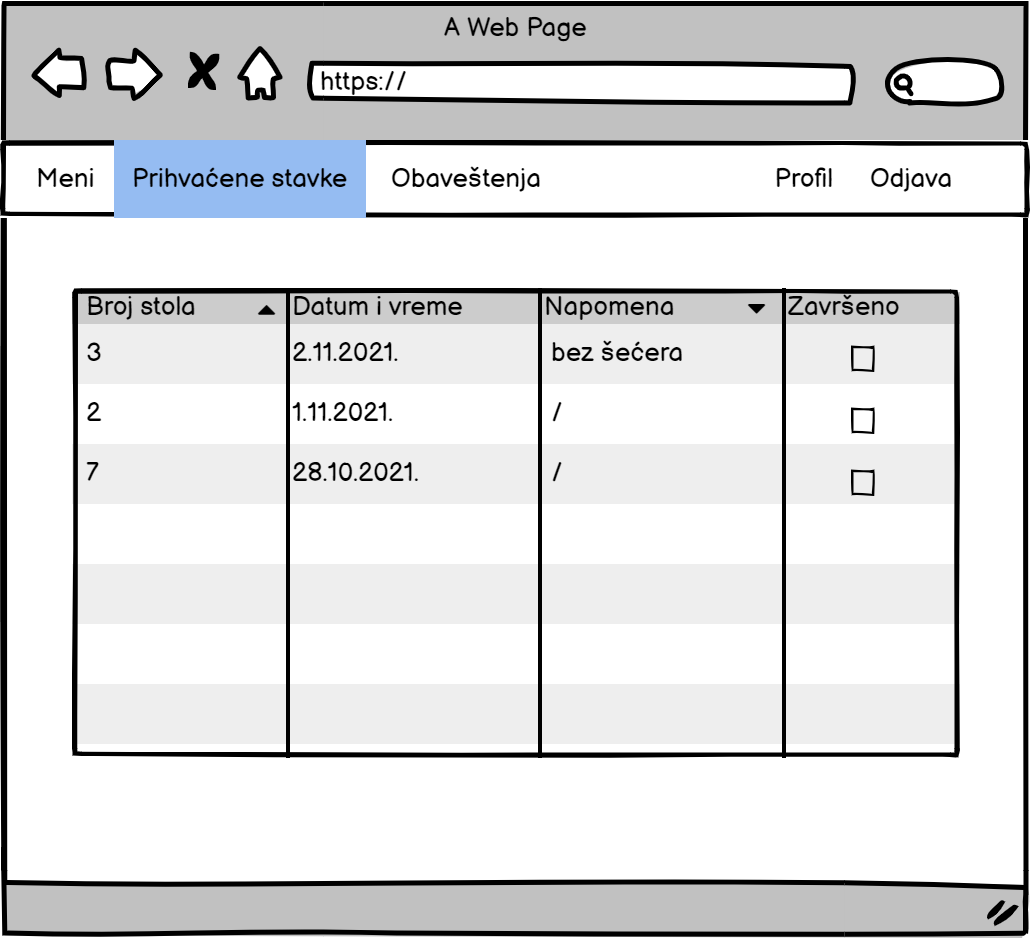 A Web Page
https://
Meni Prihvaćene stavke Obaveštenja Profil Odjava
Broj stola Datum i vreme Napomena Završeno
3 2.11.2021. bez šećera
2 1.11.2021. /
7 28.10.2021. /